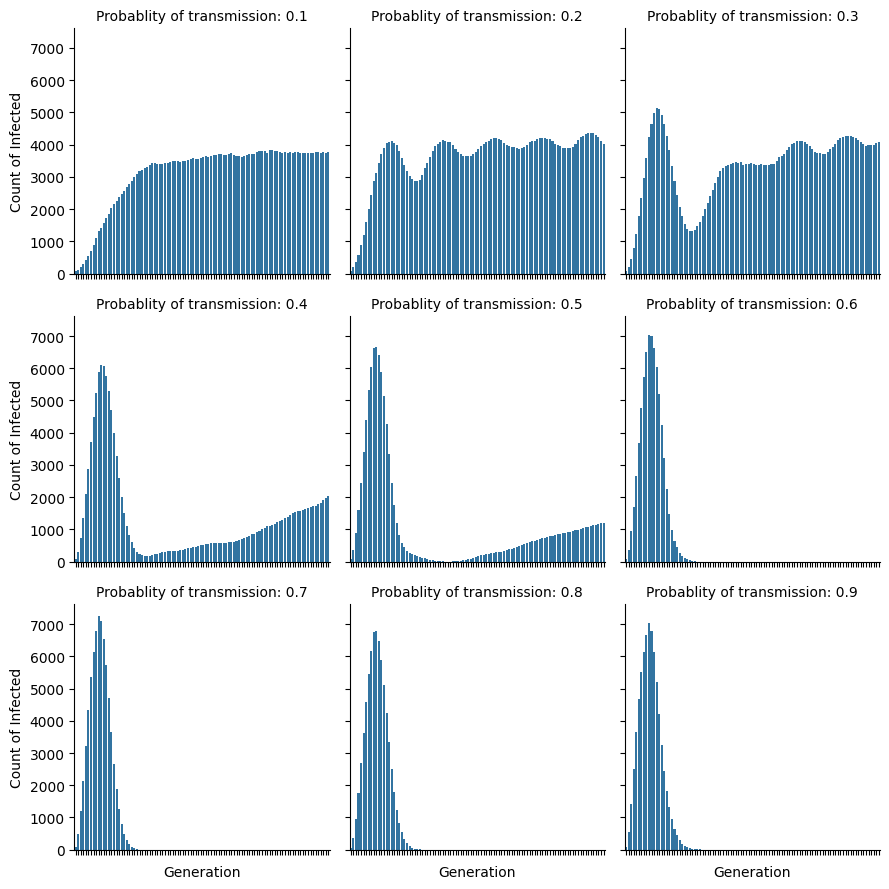 Probablity of transmission: 0.1
Probablity of transmission: 0.2
Probablity of transmission: 0.3
7000
6000
5000
4000
3000
2000
1000
0
Count of Infected
Probablity of transmission: 0.4
Probablity of transmission: 0.5
Probablity of transmission: 0.6
7000
6000
5000
4000
3000
2000
1000
0
Count of Infected
Probablity of transmission: 0.7
Probablity of transmission: 0.8
Probablity of transmission: 0.9
7000
6000
5000
4000
3000
2000
1000
0
Count of Infected
Generation
Generation
Generation